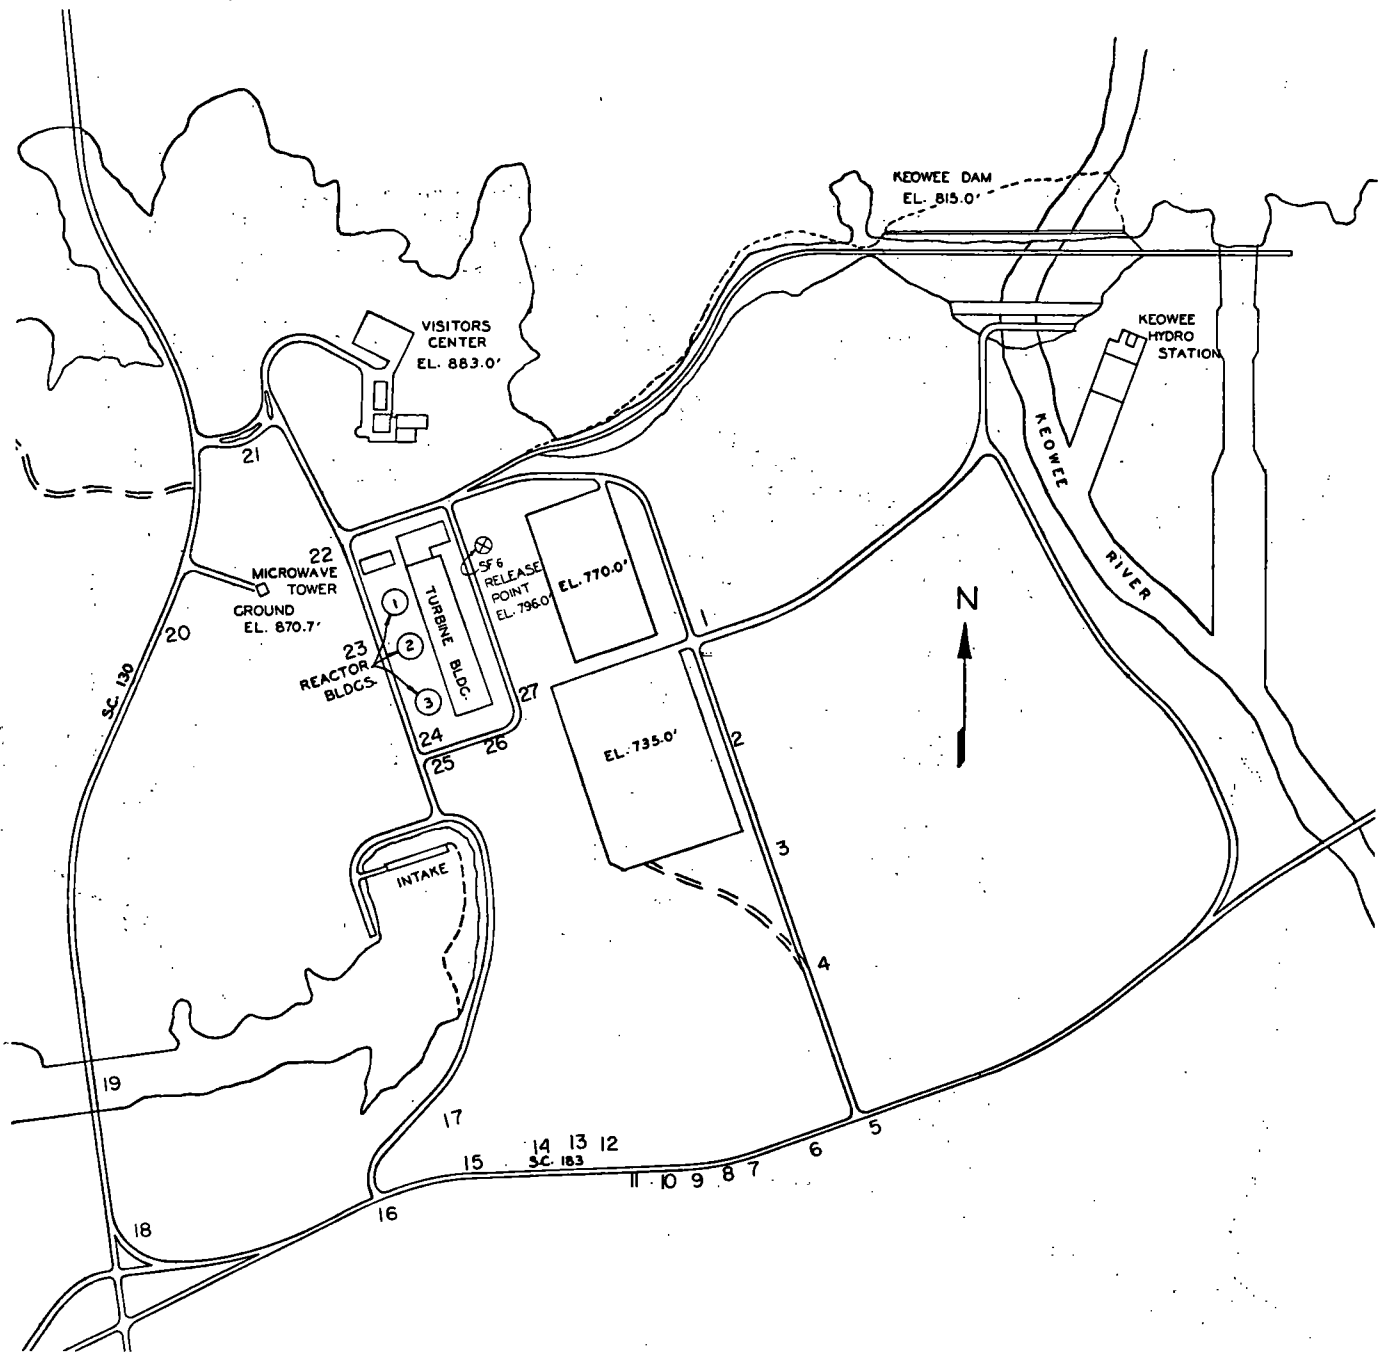 KEOWEE DAM
EL. 815.0'
VISITORS
CENTER
EL. 883.0'
KEOWEE
HYDRO
STATION
KEOWEE
RIVER
21
22
MICROWAVE
TOWER
GROUND
EL. 870.7'
20
S.C. 130
SF6
RELEASE
POINT
EL. 796.0'
EL. 770.0'
TURBINE BLDG.
1
2
3
23
REACTOR
BLDGS.
24
25
26
27
EL. 735.0'
N
1
2
3
4
INTAKE
19
17
5
6
7
8
9
10
11
12
13
14
S.C. 183
15
16
18